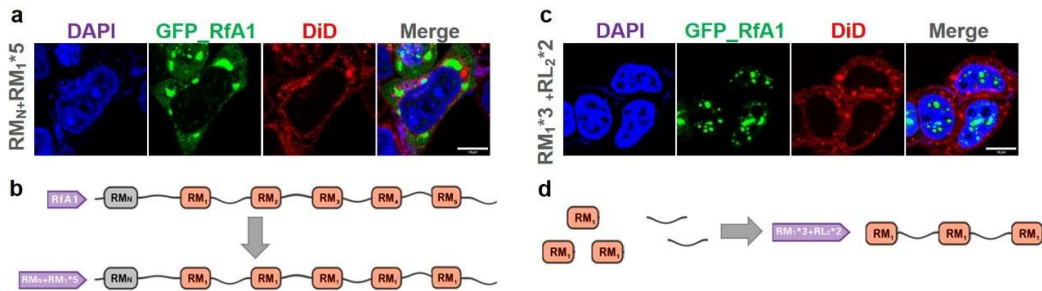 a
DAPI GFP_RfA1 DiD Merge
RMN+RM1*5
b
RfA1 RMN RM1 RM2 RM3 RM4 RM5
RMN+RM1*5 RMN RM1 RM1 RM1 RM1 RM1
c
DAPI GFP_RfA1 DiD Merge
RM1*3 +RL2*2
d
RM1
RM1 RM1
RM1*3+RL2*2 RM1 RM1 RM1